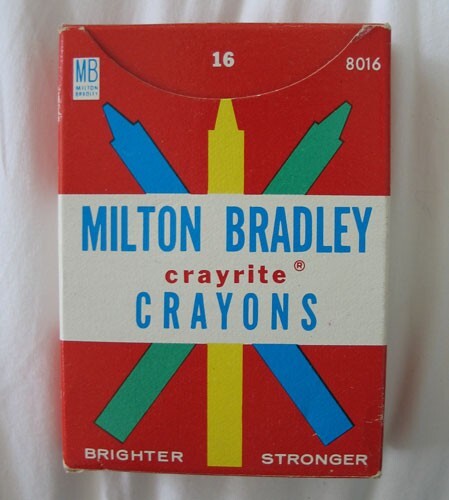 16
8016
MB
MILTON
BRADLEY
MILTON BRADLEY
crayrite®
CRAYONS
BRIGHTER STRONGER